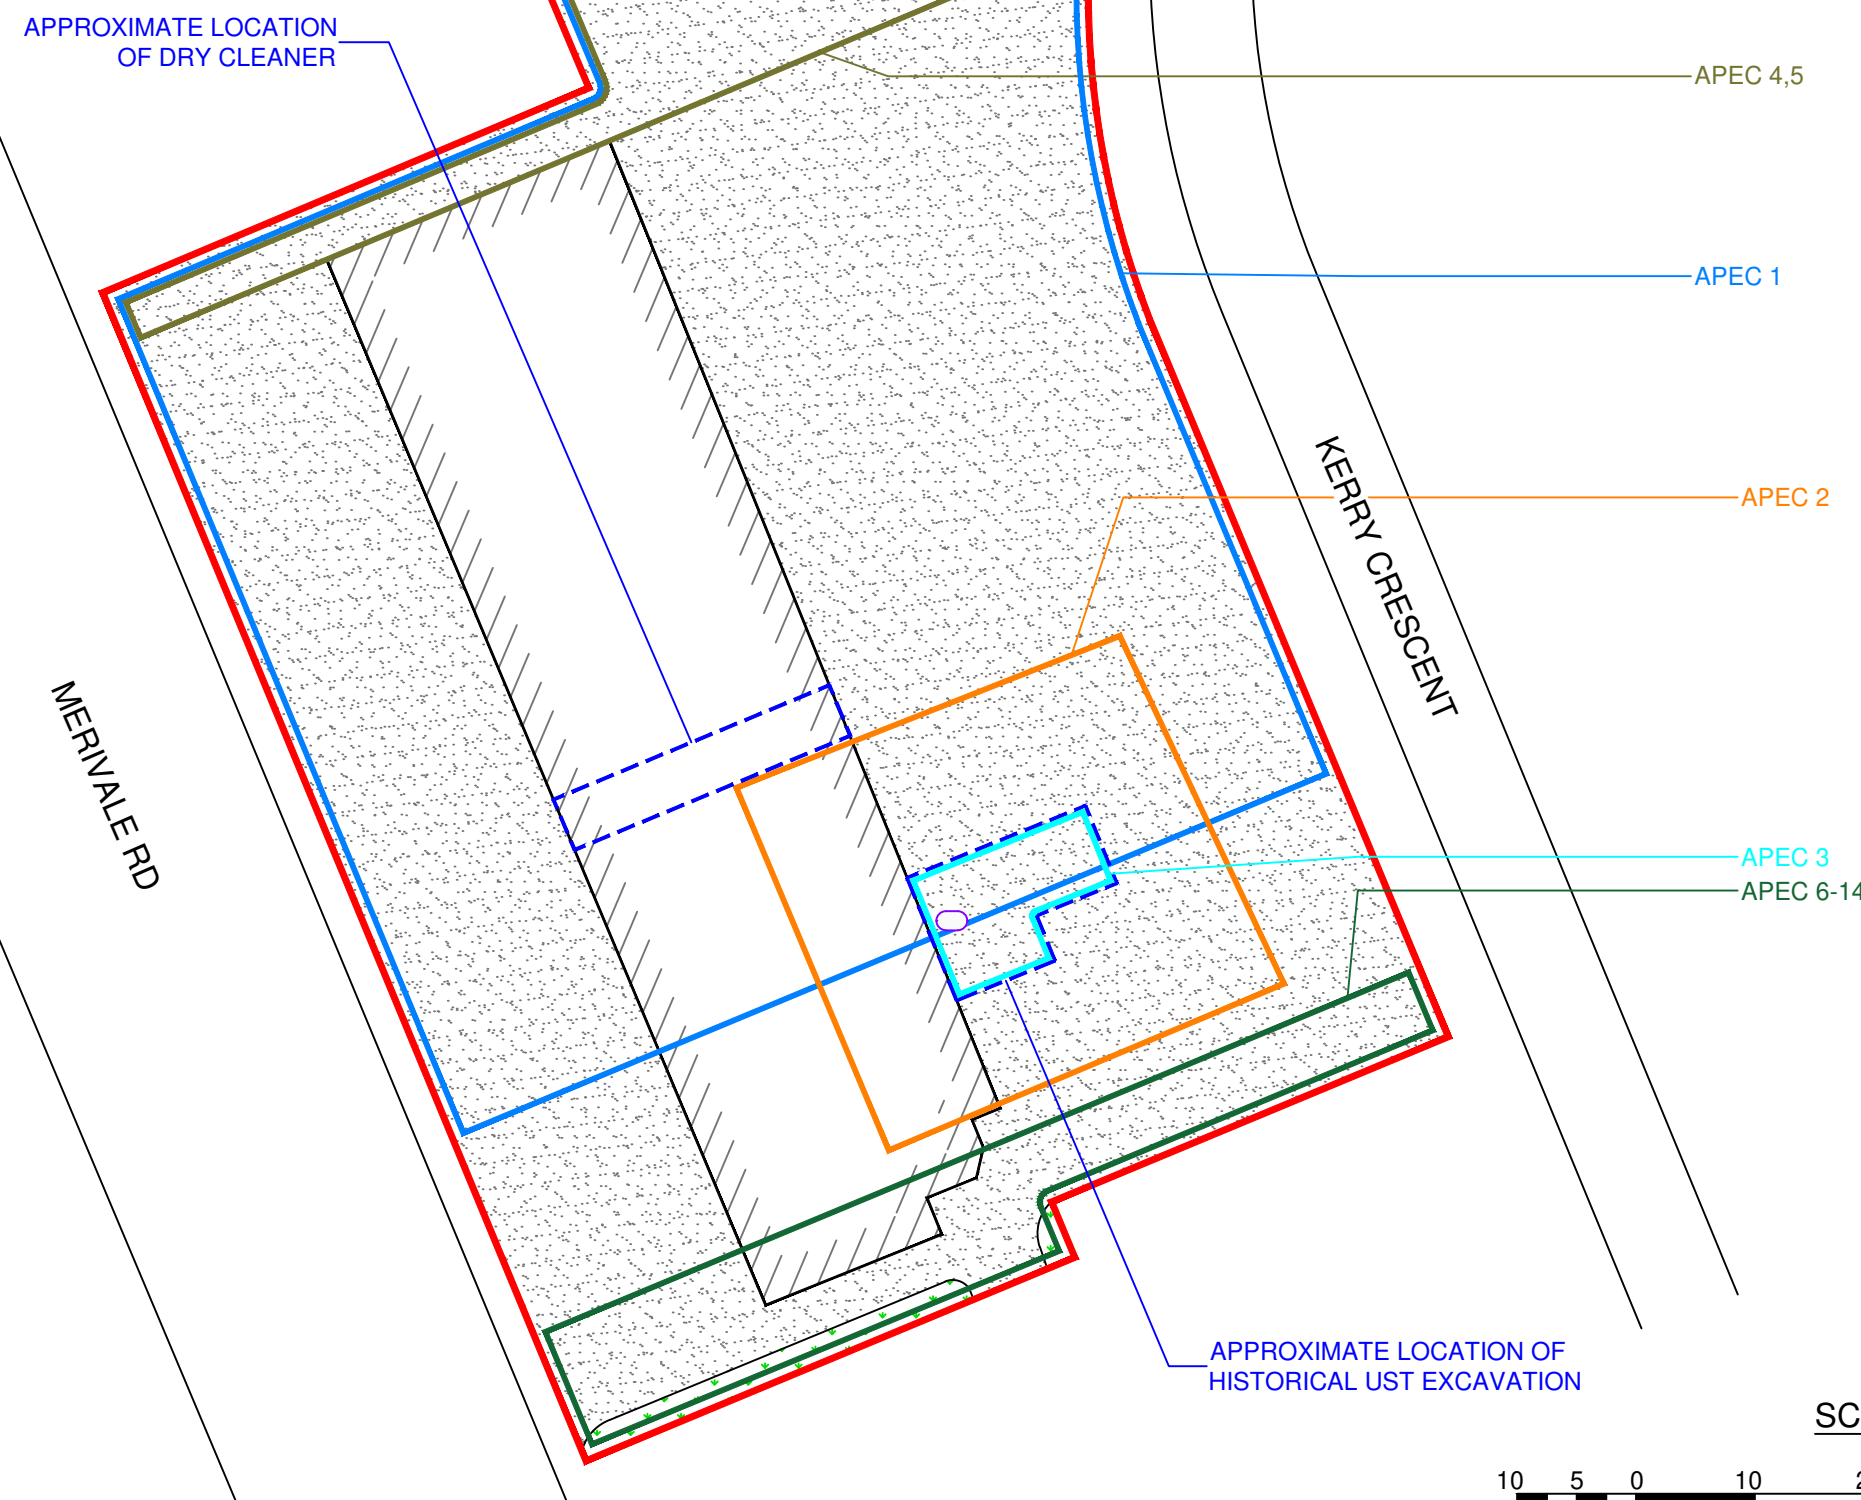 APPROXIMATE LOCATION
OF DRY CLEANER
APEC 4,5
APEC 1
KERRY CRESCENT
APEC 2
MERIVALE RD
APEC 3
APEC 6-14
APPROXIMATE LOCATION OF
HISTORICAL UST EXCAVATION
SC
10 5 0 10 2